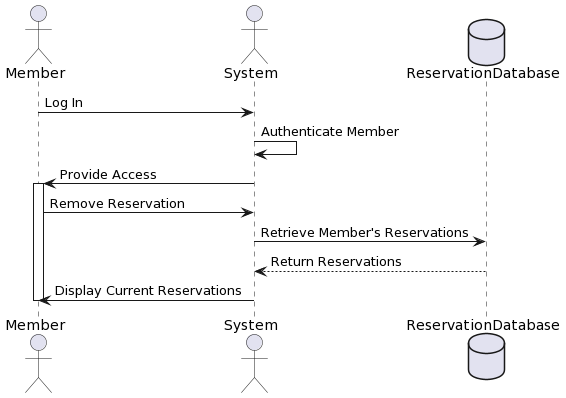 Member
System
ReservationDatabase
Log In
Authenticate Member
Provide Access
Remove Reservation
Retrieve Member's Reservations
Return Reservations
Display Current Reservations
Member
System
ReservationDatabase